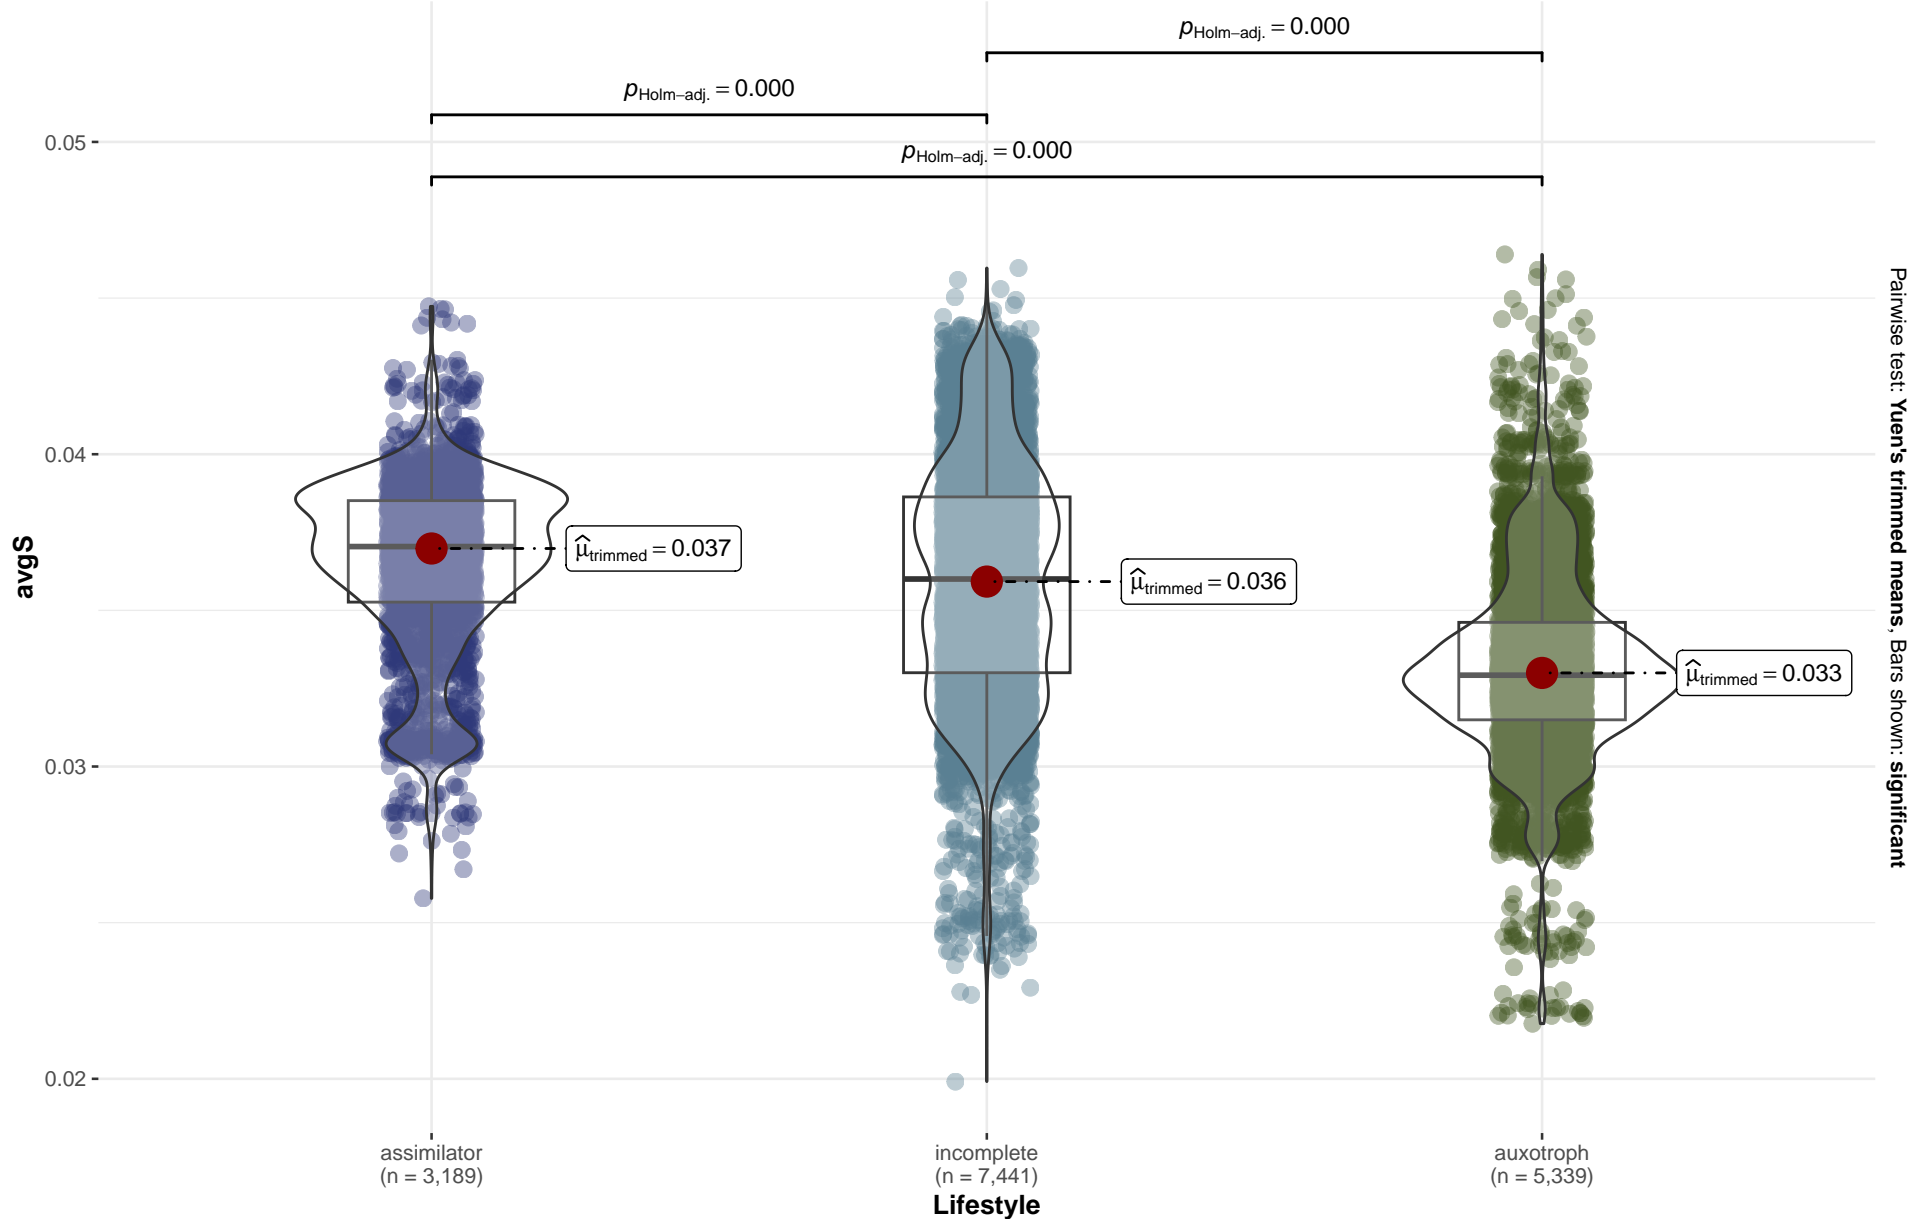 pHolm−adj. = 0.000
pHolm−adj. = 0.000
pHolm−adj. = 0.000
0.05
0.04
0.03
0.02
avgS
μ̂trimmed = 0.037
μ̂trimmed = 0.036
μ̂trimmed = 0.033
assimilator
(n = 3,189)
incomplete
(n = 7,441)
auxotroph
(n = 5,339)
Lifestyle
Pairwise test: Yuen's trimmed means, Bars shown: significant